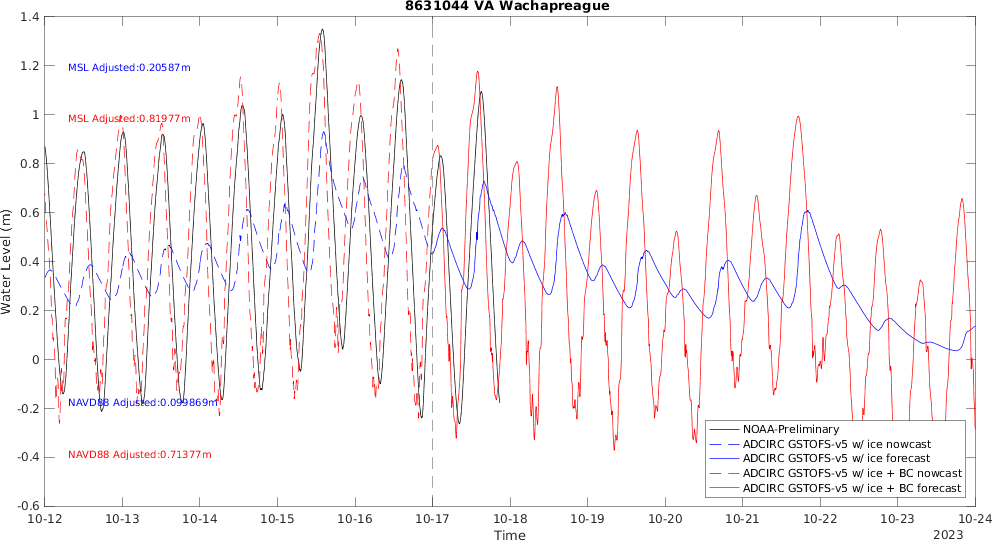 8631044 VA Wachapreague
1.4
1.2
1
0.8
0.6
0.4
0.2
0
-0.2
-0.4
-0.6
Water Level (m)
MSL Adjusted:0.20587m
MSL Adjusted:0.81977m
NAVD88 Adjusted:0.099869m
NAVD88 Adjusted:0.71377m
NOAA-Preliminary
ADCIRC GSTOFS-v5 w/ ice nowcast
ADCIRC GSTOFS-v5 w/ ice forecast
ADCIRC GSTOFS-v5 w/ ice + BC nowcast
ADCIRC GSTOFS-v5 w/ ice + BC forecast
10-12 10-13 10-14 10-15 10-16 10-17 10-18 10-19 10-20 10-21 10-22 10-23 10-24
Time
2023